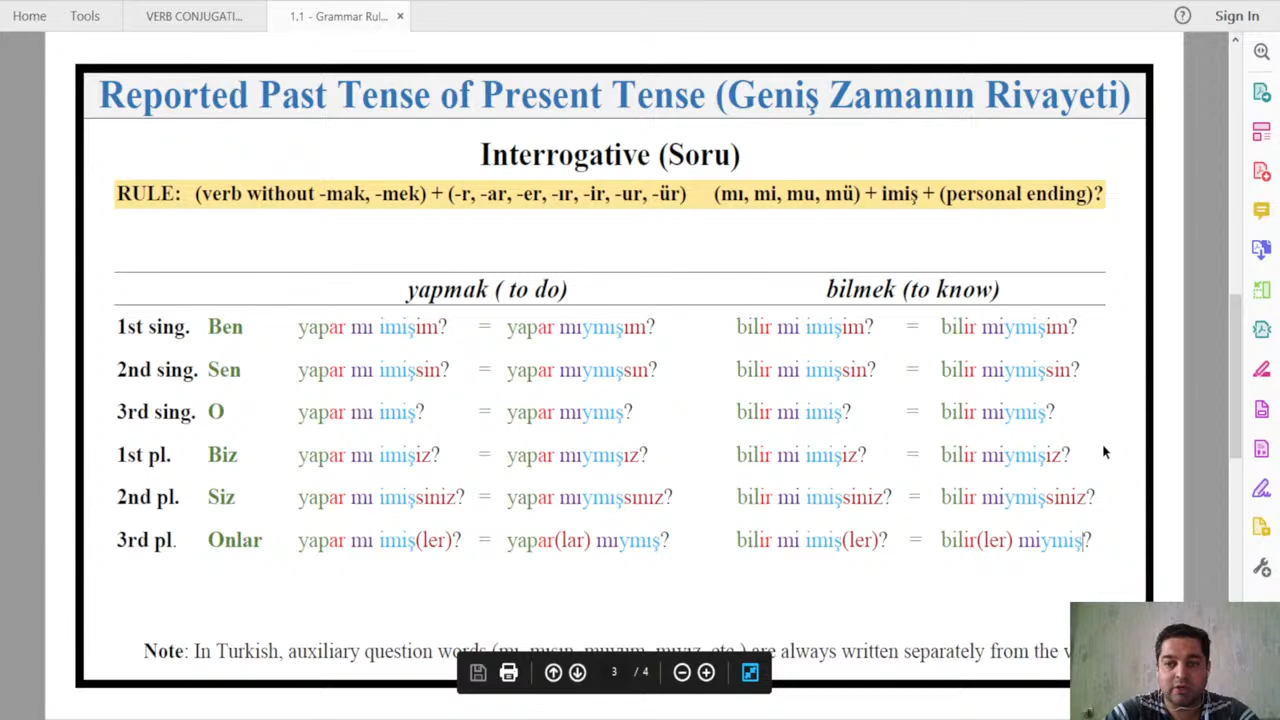 Home Tools VERB CONJUGATI... 1.1 - Grammar Rul... × ? Sign In
Reported Past Tense of Present Tense (Geniş Zamanın Rivayeti)
Interrogative (Soru)
RULE: (verb without -mak, -mek) + (-r, -ar, -er, -ır, -ir, -ur, -ür) (mı, mi, mu, mü) + imiş + (personal ending)?
yapmak ( to do) bilmek (to know)
1st sing. Ben yapar mı imişim? = yapar mıymışım? bilir mi imişim? = bilir miymişim?
2nd sing. Sen yapar mı imişsin? = yapar mıymışsın? bilir mi imişsin? = bilir miymişsin?
3rd sing. O yapar mı imiş? = yapar mıymış? bilir mi imiş? = bilir miymiş?
1st pl. Biz yapar mı imişiz? = yapar mıymışız? bilir mi imişiz? = bilir miymişiz?
2nd pl. Siz yapar mı imişsiniz? = yapar mıymışsınız? bilir mi imişsiniz? = bilir miymişsiniz?
3rd pl. Onlar yapar mı imiş(ler)? = yapar(lar) mıymış? bilir mi imiş(ler)? = bilir(ler) miymiş?
Note: In Turkish, auxiliary question words (mı, mısın, muyum, mıyız, etc.) are always written separately from the
3 / 4